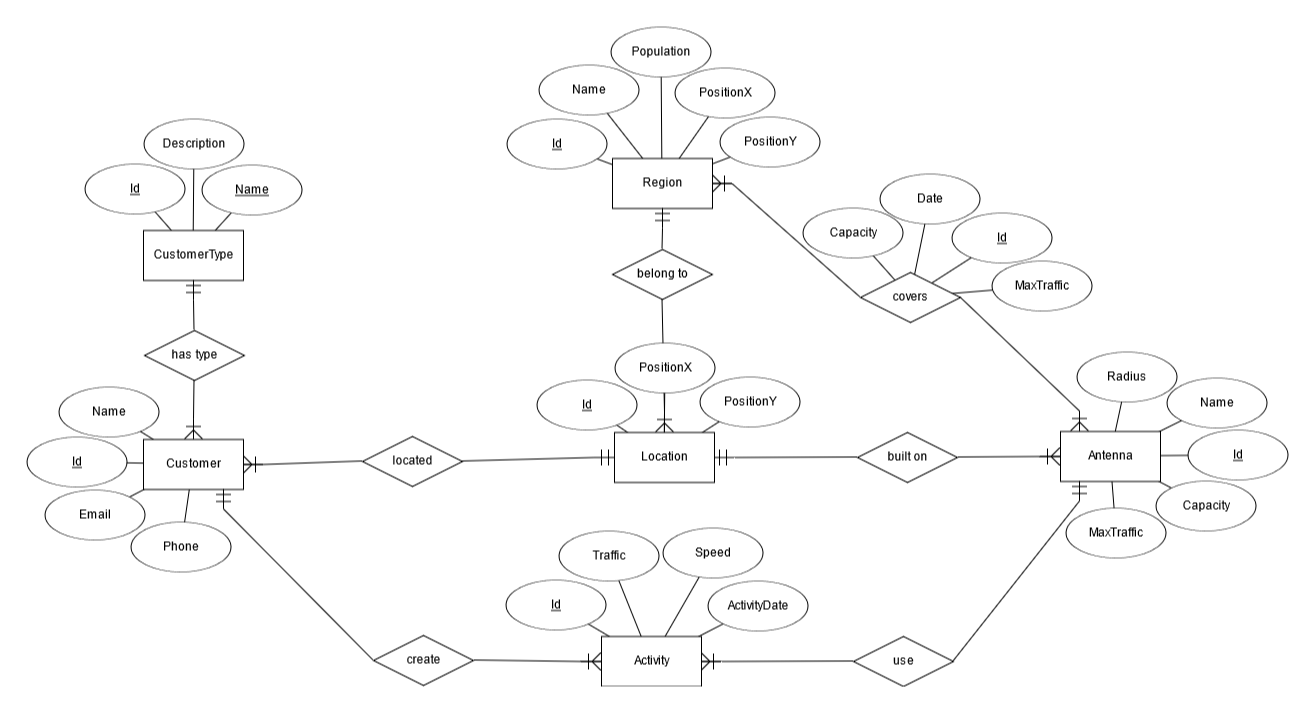 Population
Name
PositionX
Id
PositionY
Region
Description
Id
Name
CustomerType
Date
Capacity
Id
MaxTraffic
covers
belong to
has type
PositionX
Id
PositionY
Location
Radius
Name
Id
Antenna
Capacity
MaxTraffic
Name
Id
Customer
Email
Phone
located
built on
Traffic
Speed
Id
ActivityDate
create
Activity
use